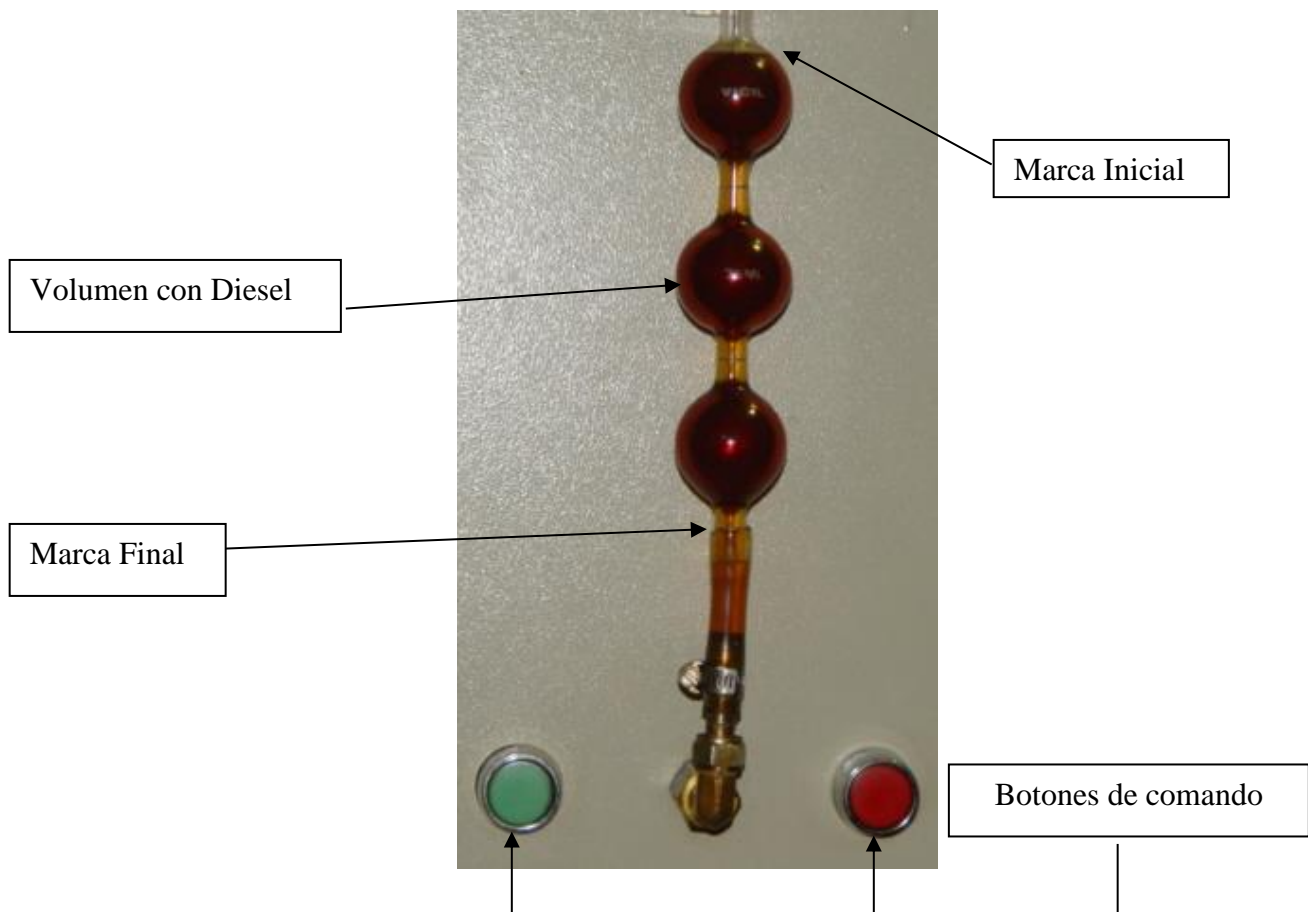 Marca Inicial
Volumen con Diesel
Marca Final
Botones de comando